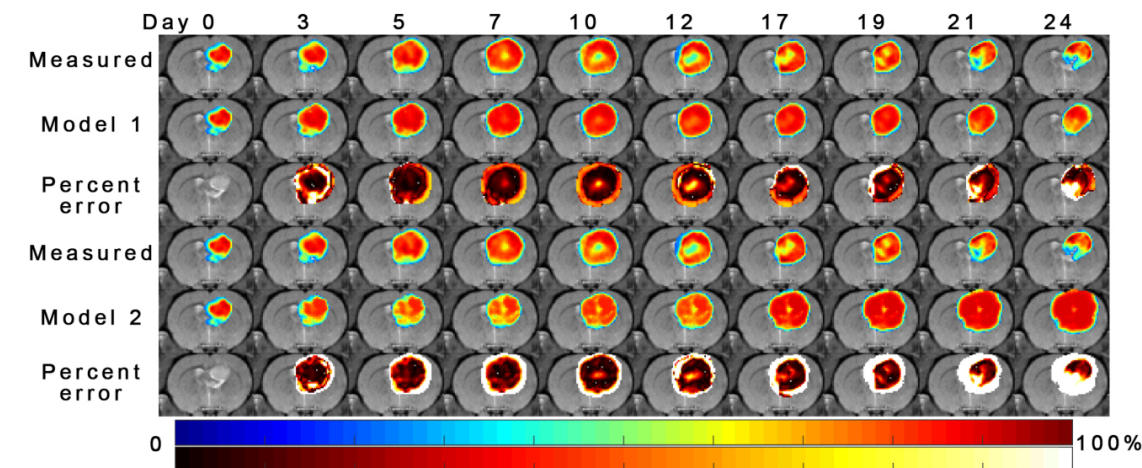 Day 0 3 5 7 10 12 17 19 21 24
Measured
Model 1
Percent
error
Measured
Model 2
Percent
error
0 100%